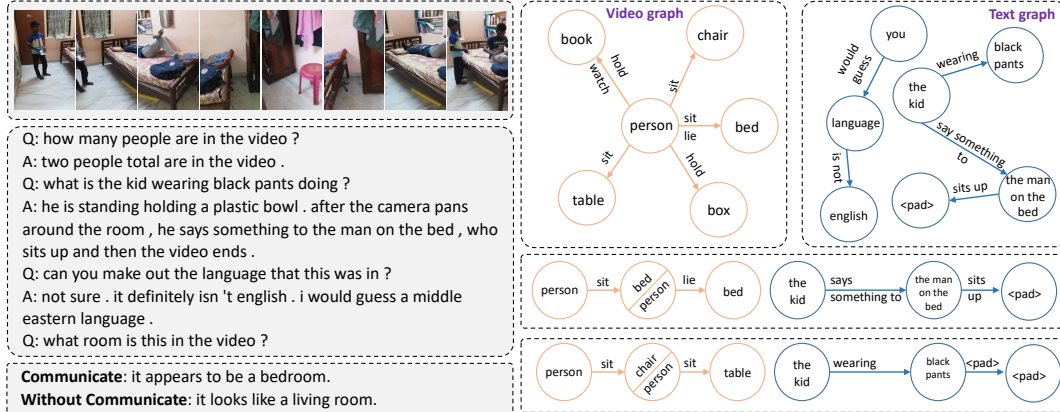 Q: how many people are in the video ?
A: two people total are in the video .
Q: what is the kid wearing black pants doing ?
A: he is standing holding a plastic bowl . after the camera pans
around the room , he says something to the man on the bed , who
sits up and then the video ends .
Q: can you make out the language that this was in ?
A: not sure . it definitely isn 't english . i would guess a middle
eastern language .
Q: what room is this in the video ?
Communicate: it appears to be a bedroom.
Without Communicate: it looks like a living room.
Video graph
book
chair
hold
watch
sit
person
sit
lie
bed
sit
hold
table
box
Text graph
you
would
guess
wearing
black
pants
the
kid
language
say something
to
is not
sits up
the man
on the
bed
<pad>
english
person
sit
bed
person
lie
bed
the
kid
says
something to
the man
on the
bed
sits
up
<pad>
person
sit
chair
person
sit
table
the
kid
wearing
black
pants
<pad>
<pad>